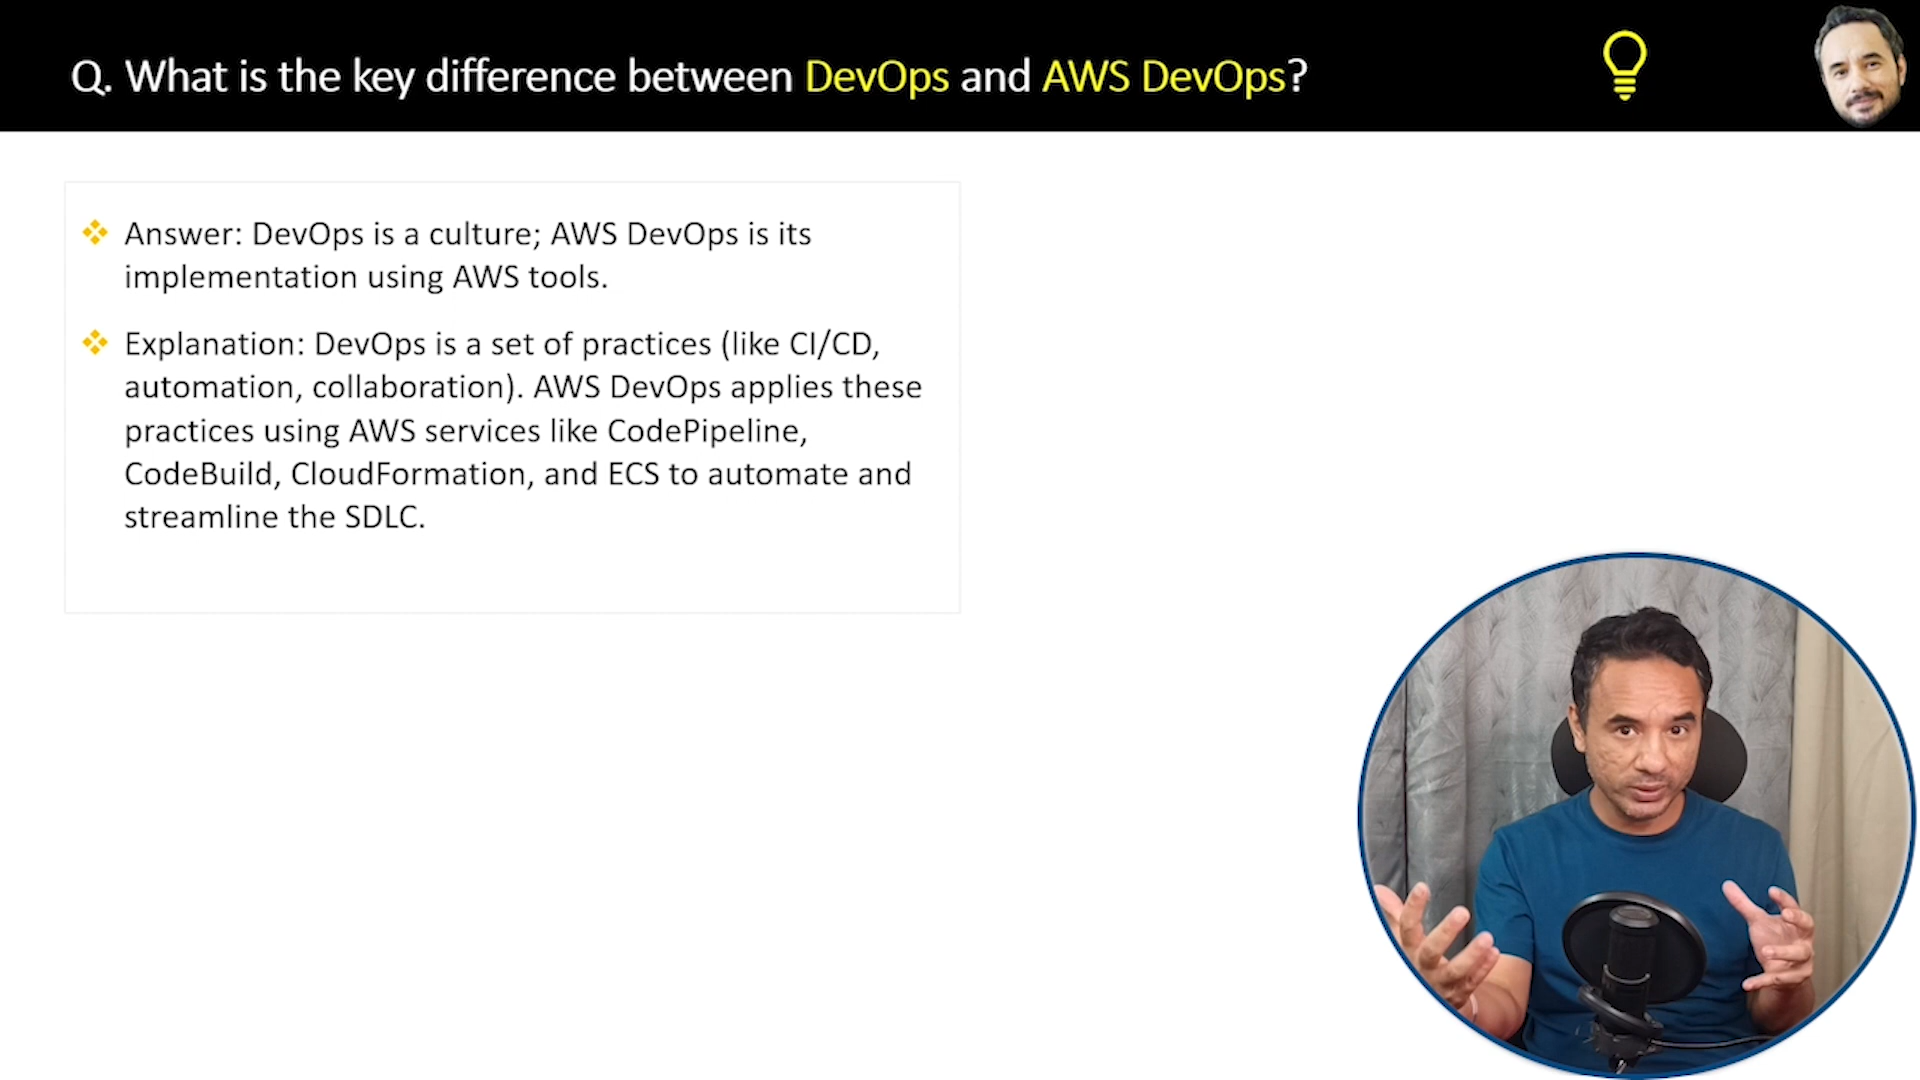 Q. What is the key difference between DevOps and AWS DevOps?
Answer: DevOps is a culture; AWS DevOps is its
implementation using AWS tools.
Explanation: DevOps is a set of practices (like CI/CD,
automation, collaboration). AWS DevOps applies these
practices using AWS services like CodePipeline,
CodeBuild, CloudFormation, and ECS to automate and
streamline the SDLC.